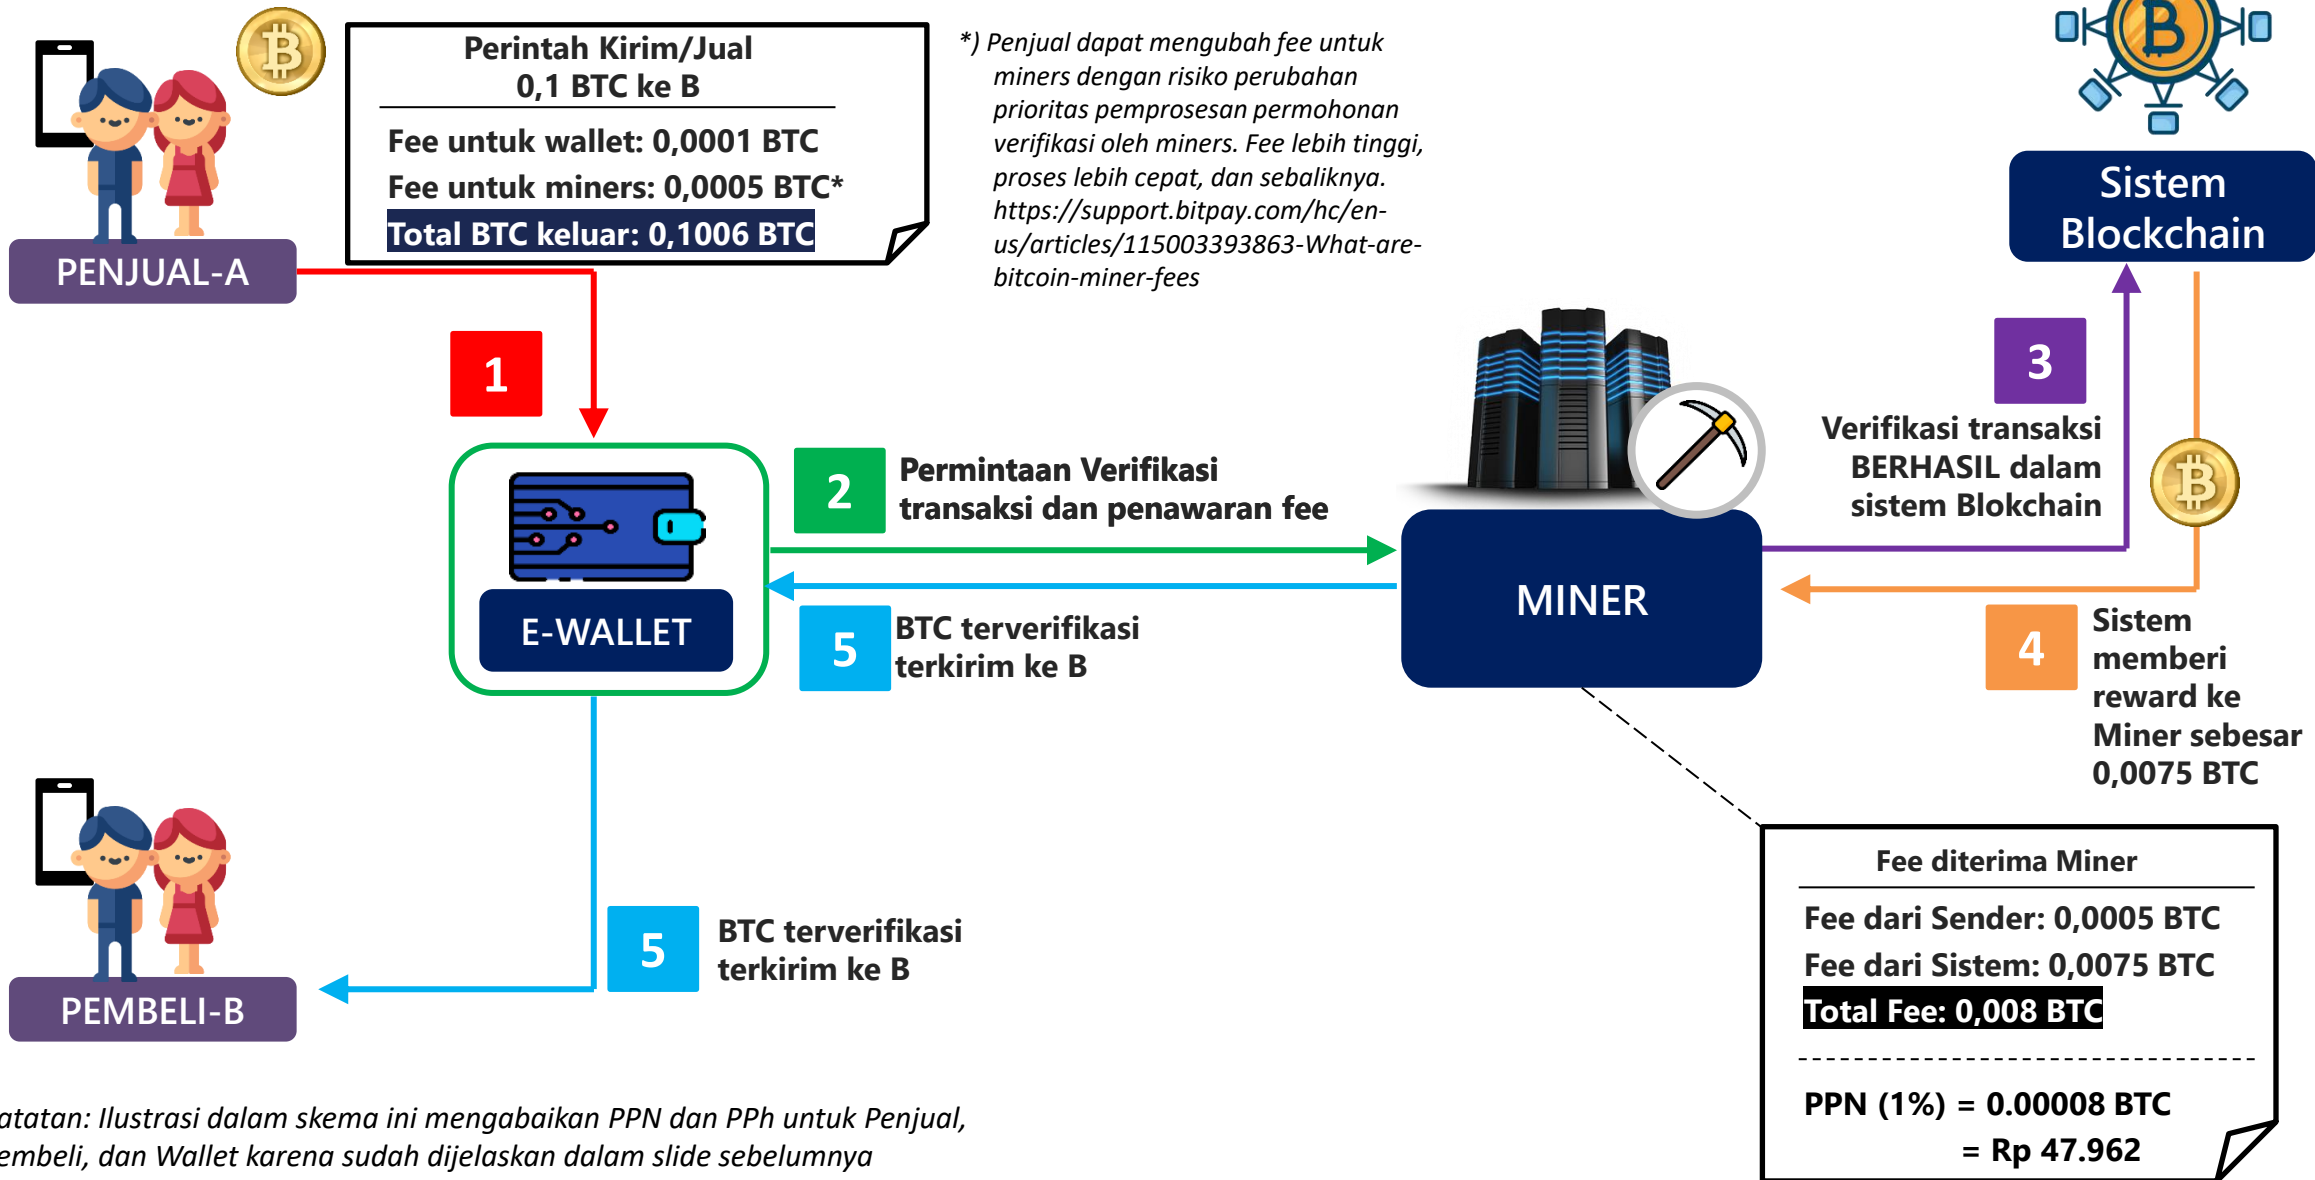 Perintah Kirim/Jual
0,1 BTC ke B
Fee untuk wallet: 0,0001 BTC
Fee untuk miners: 0,0005 BTC*
Total BTC keluar: 0,1006 BTC
*) Penjual dapat mengubah fee untuk
miners dengan risiko perubahan
prioritas pemprosesan permohonan
verifikasi oleh miners. Fee lebih tinggi,
proses lebih cepat, dan sebaliknya.
https://support.bitpay.com/hc/en-
us/articles/115003393863-What-are-
bitcoin-miner-fees
Sistem
Blockchain
PENJUAL-A
1
3
Verifikasi transaksi
BERHASIL dalam
sistem Blokchain
2
Permintaan Verifikasi
transaksi dan penawaran fee
E-WALLET
MINER
5
BTC terverifikasi
terkirim ke B
4
Sistem
memberi
reward ke
Miner sebesar
0,0075 BTC
Fee diterima Miner
Fee dari Sender: 0,0005 BTC
Fee dari Sistem: 0,0075 BTC
Total Fee: 0,008 BTC
PPN (1%) = 0.00008 BTC
= Rp 47.962
5
BTC terverifikasi
terkirim ke B
PEMBELI-B
atatan: Ilustrasi dalam skema ini mengabaikan PPN dan PPh untuk Penjual,
embeli, dan Wallet karena sudah dijelaskan dalam slide sebelumnya